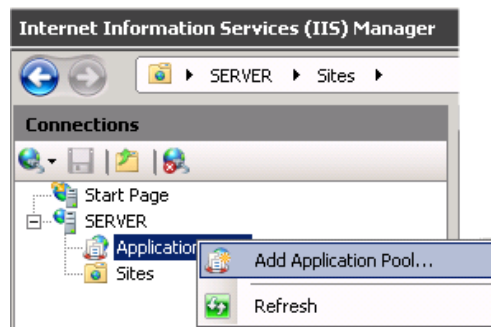 Internet Information Services (IIS) Manager
SERVER Sites
Connections
Start Page
SERVER
Application
Add Application Pool...
Sites
Refresh